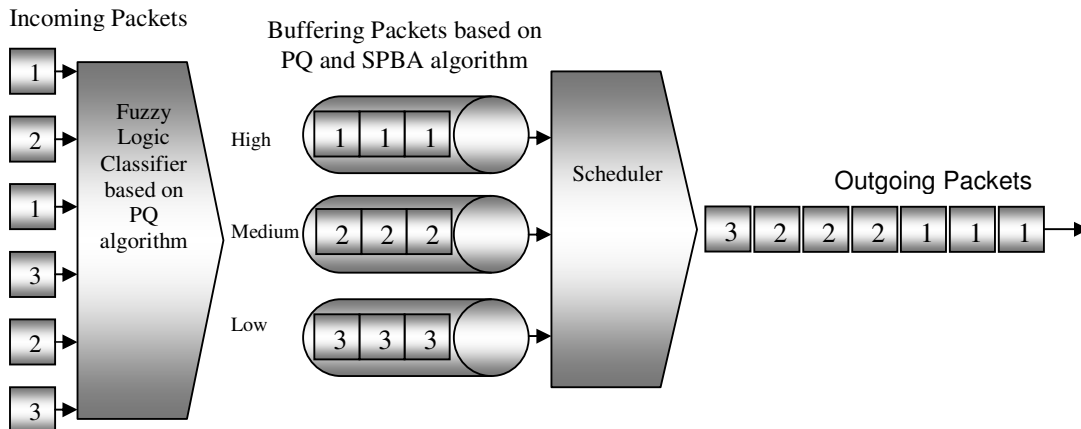 Incoming Packets
1
2
1
3
2
3
Fuzzy
Logic
Classifier
based on
PQ
algorithm
Buffering Packets based on
PQ and SPBA algorithm
High
1 1 1
Medium
2 2 2
Low
3 3 3
Scheduler
Outgoing Packets
3 2 2 2 1 1 1